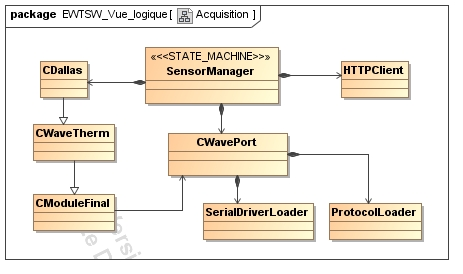 package EWTSW_Vue_logique[ Acquisition ]
<<<STATE_MACHINE>>>
CDallas
SensorManager
HTTPClient
CWaveTherm
CWavePort
CModuleFinal
SerialDriverLoader
ProtocolLoader